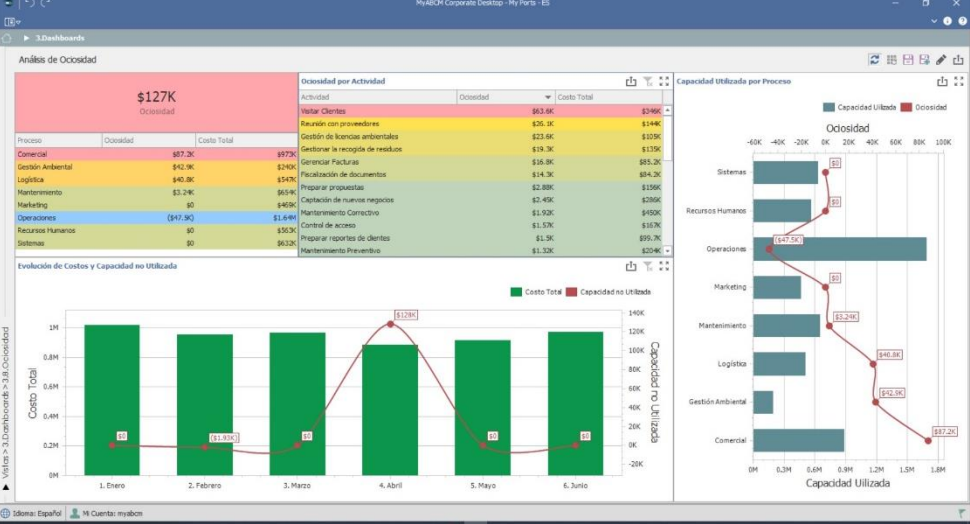 MyABCM Corporate Desktop - My Ports - ES
3.Dashboards
Análisis de Ociosidad
$127K
Ociosidad
Proceso Ociosidad Costo Total
Comercial $87.2K $973K
Gestión Ambiental $42.9K $240K
Logística $40.8K $547K
Mantenimiento $3.24K $654K
Marketing $0 $469K
Operaciones ($47.5K) $1.64M
Recursos Humanos $0 $563K
Sistemas $0 $632K
Ociosidad por Actividad
Actividad Ociosidad Costo Total
Visitar Clientes $63.6K $346K
Reunión con proveedores $26.1K $144K
Gestión de licencias ambientales $23.6K $105K
Gestionar la recogida de residuos $19.3K $135K
Gerenciar Facturas $16.8K $85.2K
Fiscalización de documentos $14.3K $84.2K
Preparar propuestas $2.88K $156K
Captación de nuevos negocios $2.45K $286K
Mantenimiento Correctivo $1.92K $450K
Control de acceso $1.57K $167K
Preparar reportes de clientes $1.5K $99.7K
Mantenimiento Preventivo $1.32K $204K
Capacidad Utilizada por Proceso
Capacidad Utilizada Ociosidad
Ociosidad
-60K -40K -20K 0K 20K 40K 60K 80K 100K
Sistemas $0
Recursos Humanos $0
Operaciones ($47.5K)
Marketing $0
Mantenimiento $3.24K
Logística $40.8K
Gestión Ambiental $42.9K
Comercial $87.2K
0M 0.3M 0.6M 0.9M 1.2M 1.5M 1.8M
Capacidad Utilizada
Evolución de Costos y Capacidad no Utilizada
Costo Total Capacidad no Utilizada
Costo Total
1M
0.8M
0.6M
0.4M
0.2M
0M
$0 ($1.93K) $0 $128K $0 $0
140K
120K
100K
80K
60K
40K
20K
0K
-20K
Capacidad no Utilizada
1. Enero 2. Febrero 3. Marzo 4. Abril 5. Mayo 6. Junio
Vistas > 3.Dashboards > 3.8.Ociosidad
Idioma: Español Mi Cuenta: myabcm